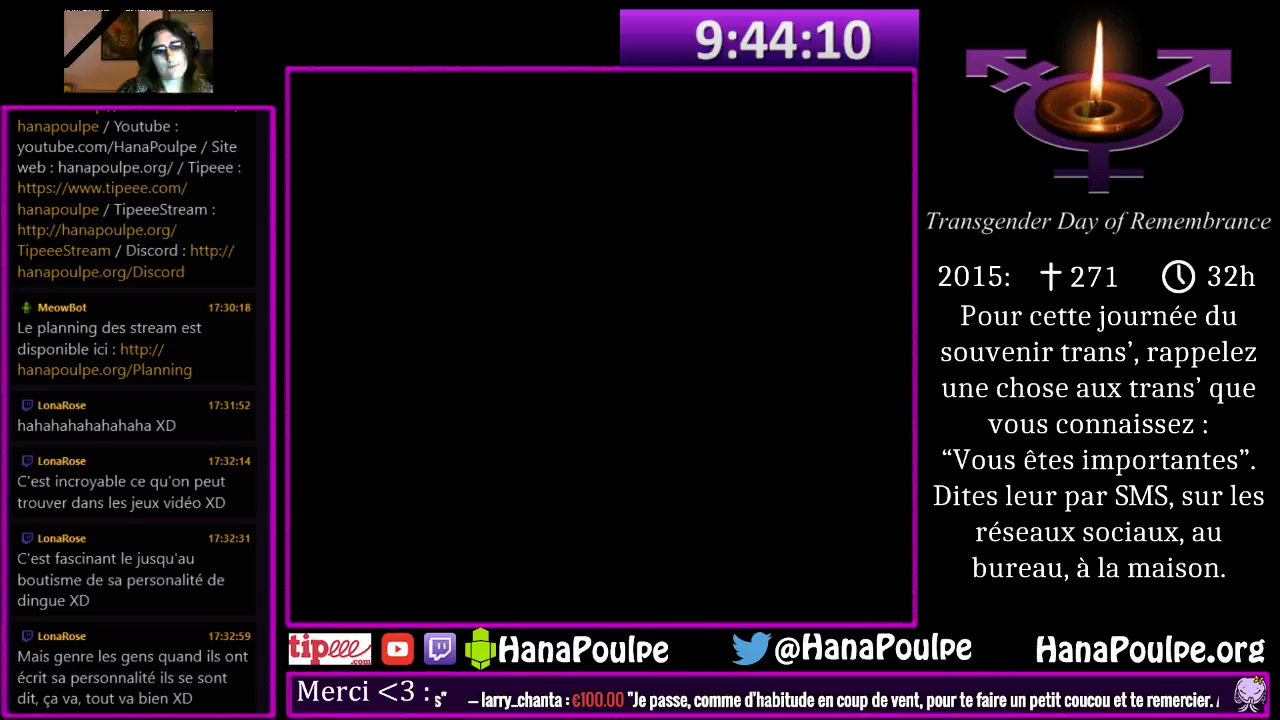 9:44:10
hanapoulpe / Youtube :
youtube.com/HanaPoulpe / Site
web : hanapoulpe.org/ / Tipeee :
https://www.tipeee.com/
hanapoulpe / TipeeeStream :
http://hanapoulpe.org/
TipeeeStream / Discord : http://
hanapoulpe.org/Discord
MeowBot 17:30:18
Le planning des stream est
disponible ici : http://
hanapoulpe.org/Planning
LonaRose 17:31:52
hahahahahahahaha XD
LonaRose 17:32:14
C'est incroyable ce qu'on peut
trouver dans les jeux vidéo XD
LonaRose 17:32:31
C'est fascinant le jusqu'au
boutisme de sa personalité de
dingue XD
LonaRose 17:32:59
Mais genre les gens quand ils ont
écrit sa personnalité ils se sont
dit, ça va, tout va bien XD
Transgender Day of Remembrance
2015: 271 32h
Pour cette journée du
souvenir trans’, rappelez
une chose aux trans’ que
vous connaissez :
“Vous êtes importantes”.
Dites leur par SMS, sur les
réseaux sociaux, au
bureau, à la maison.
tipeee.com HanaPoulpe @HanaPoulpe HanaPoulpe.org
Merci <3 : s" — larry_chanta : €100.00 "Je passe, comme d'habitude en coup de vent, pour te faire un petit coucou et te remercier.